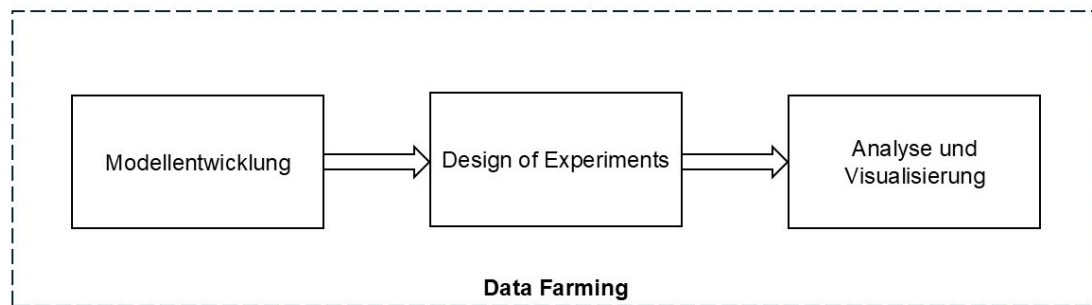 Modellentwicklung
Design of Experiments
Analyse und
Visualisierung
Data Farming